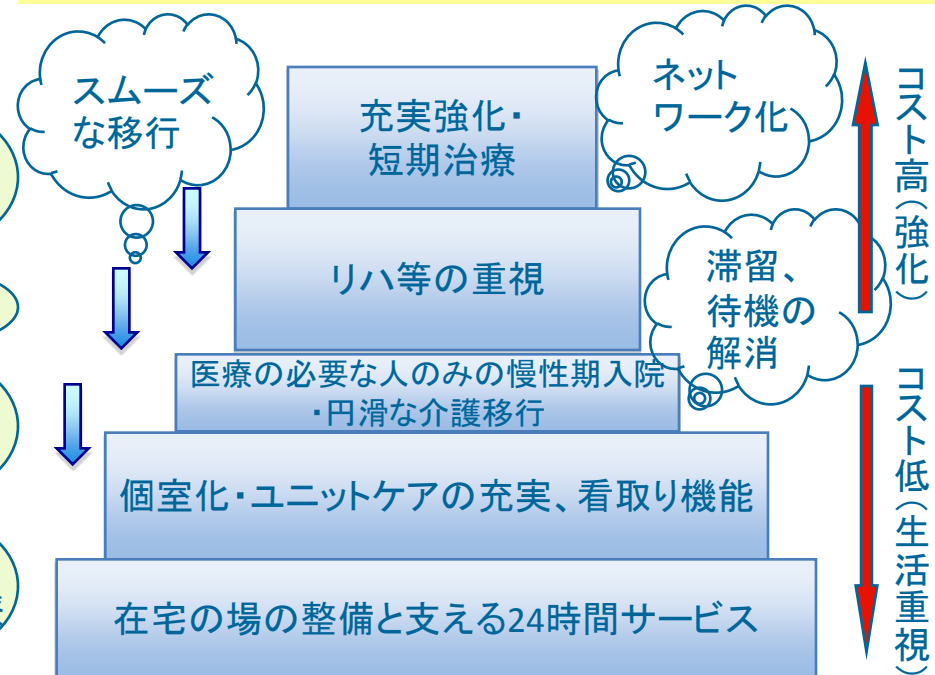 スムーズ
な移行
充実強化・
短期治療
ネット
ワーク化
コスト高（強化）
リハ等の重視
滞留、
待機の
解消
医療の必要な人のみの慢性期入院
・円滑な介護移行
コスト低（生活重視）
個室化・ユニットケアの充実、看取り機能
在宅の場の整備と支える24時間サービス